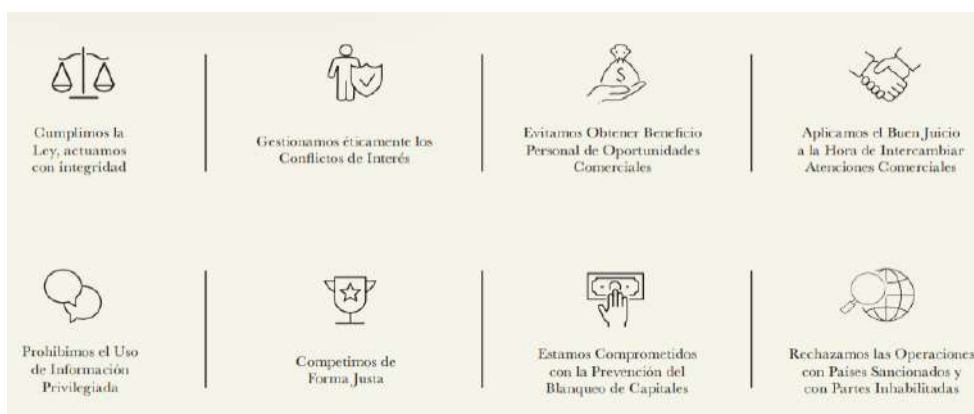 Cumplimos la
Ley, actuamos
con integridad
Gestionamos éticamente los
Conflictos de Interés
Evitamos Obtener Beneficio
Personal de Oportunidades
Comerciales
Aplicamos el Buen Juicio
a la Hora de Intercambiar
Atenciones Comerciales
Prohibimos el Uso
de Información
Privilegiada
Competimos de
Forma Justa
Estamos Comprometidos
con la Prevención del
Blanqueo de Capitales
Rechazamos las Operaciones
con Países Sancionados y
con Partes Inhabilitadas